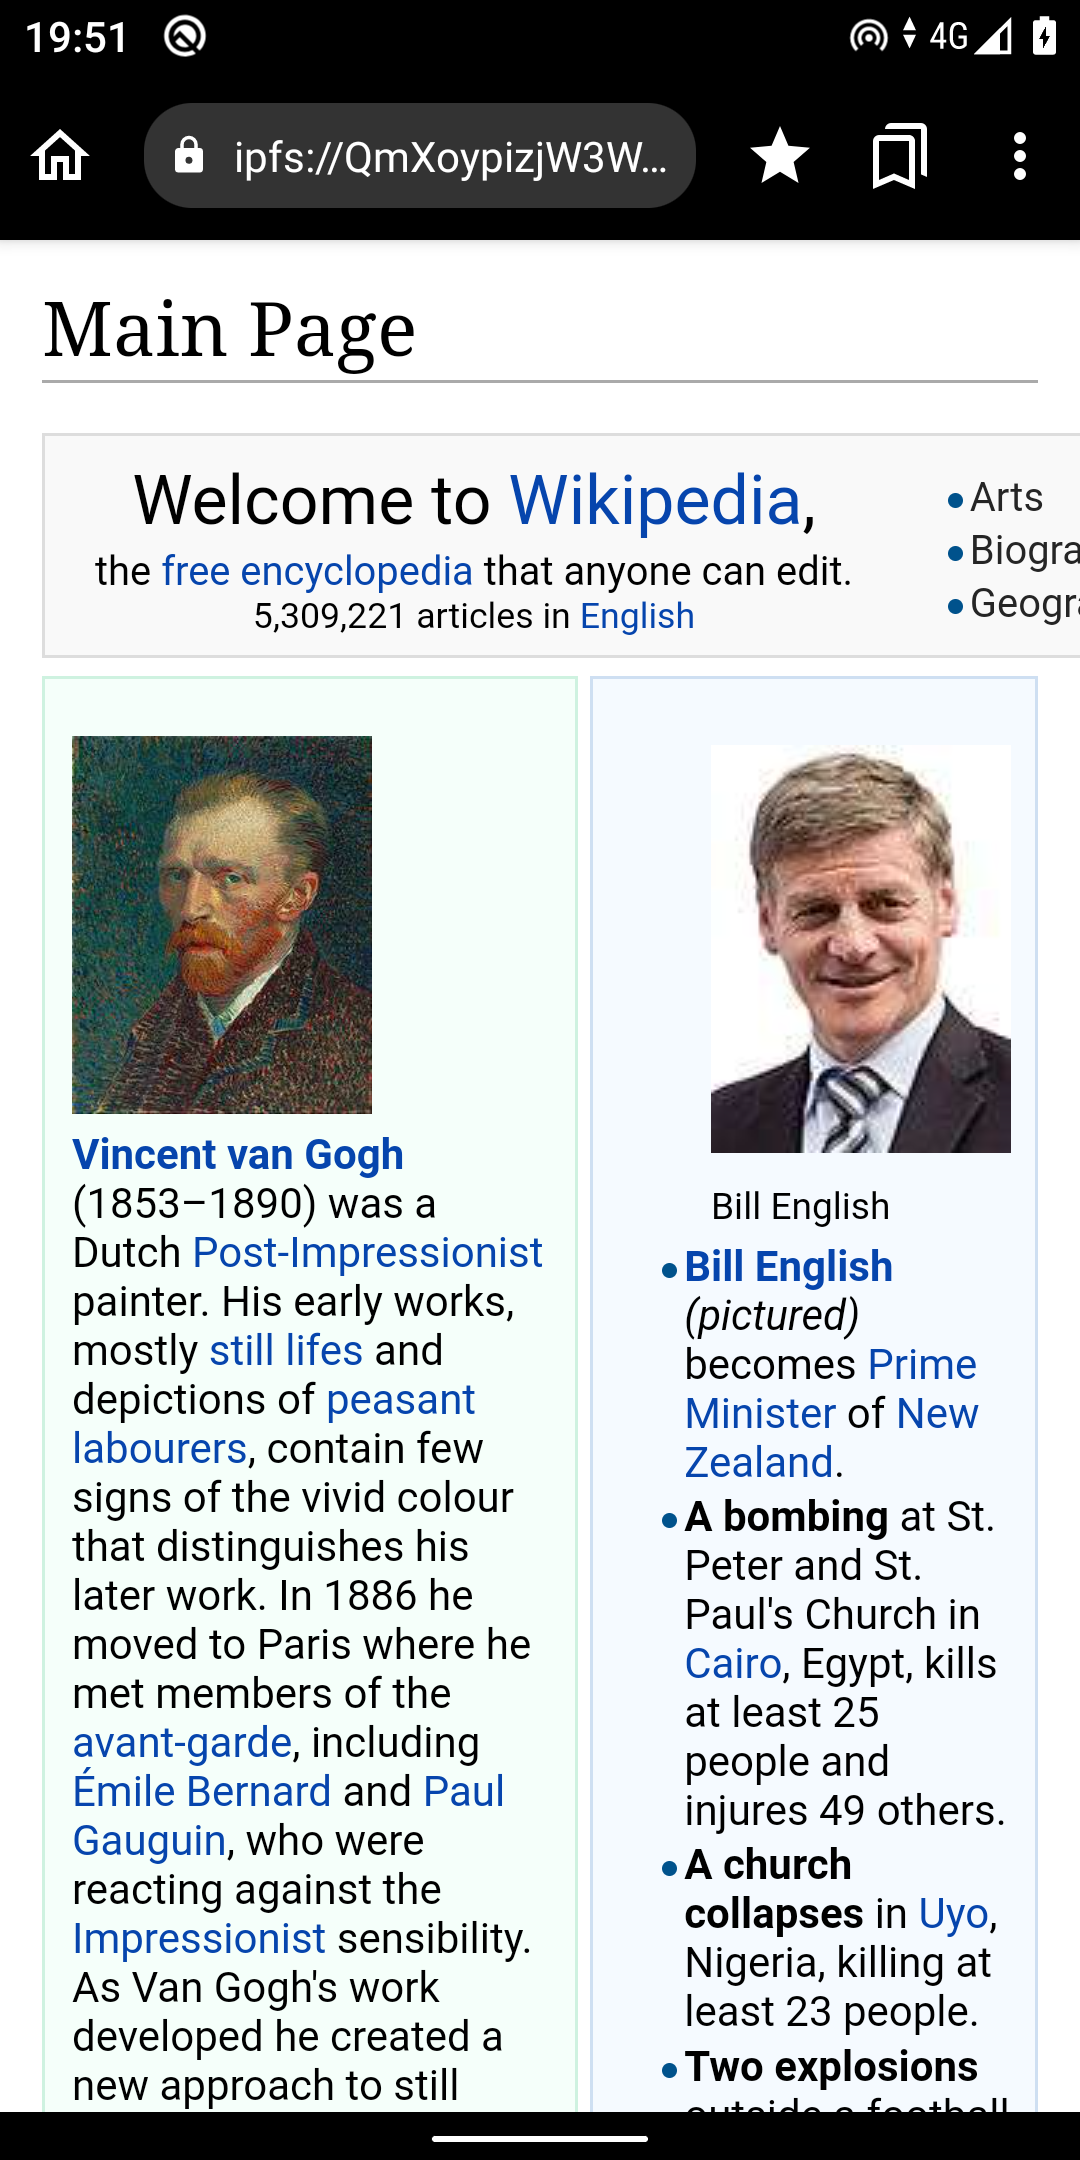 19:51
4G
ipfs://QmXoypizjW3W...
Main Page
Welcome to Wikipedia,
the free encyclopedia that anyone can edit.
5,309,221 articles in English
Arts
Biogra
Geogra
Vincent van Gogh
(1853–1890) was a
Dutch Post-Impressionist
painter. His early works,
mostly still lifes and
depictions of peasant
labourers, contain few
signs of the vivid colour
that distinguishes his
later work. In 1886 he
moved to Paris where he
met members of the
avant-garde, including
Émile Bernard and Paul
Gauguin, who were
reacting against the
Impressionist sensibility.
As Van Gogh's work
developed he created a
new approach to still
Bill English
Bill English
(pictured)
becomes Prime
Minister of New
Zealand.
A bombing at St.
Peter and St.
Paul's Church in
Cairo, Egypt, kills
at least 25
people and
injures 49 others.
A church
collapses in Uyo,
Nigeria, killing at
least 23 people.
Two explosions
outside a football